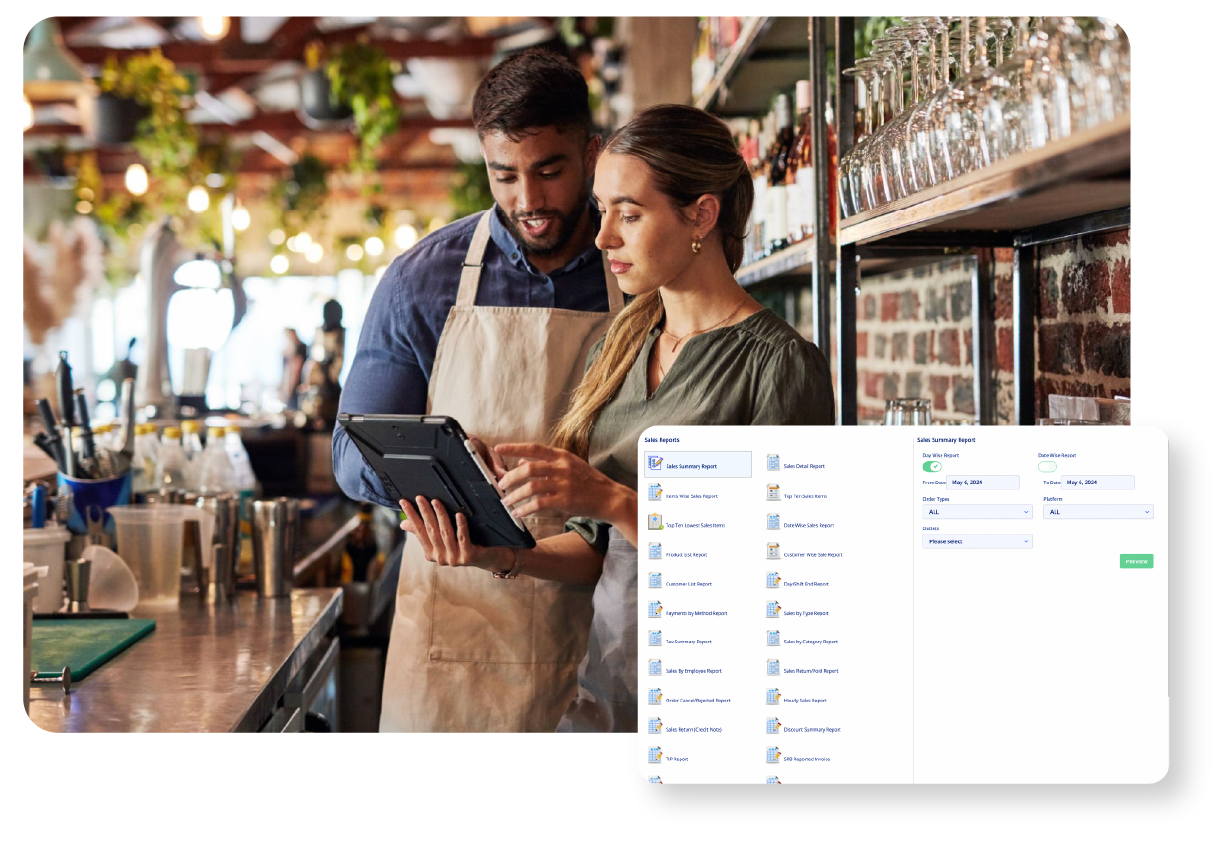 Sales Reports
Sales Summary Report
Sales Detail Report
Items Wise Sales Report
Top Ten Sales Items
Top Ten Lowest Sales Items
Date Wise Sales Report
Product List Report
Customer Wise Sale Report
Customer List Report
Day/Shift End Report
Payments by Method Report
Sales by Type Report
Tax Summary Report
Sales by Category Report
Sales By Employee Report
Sales Return/Void Report
Order Cancel/Rejected Report
Hourly Sales Report
Sales Return (Credit Note)
Discount Summary Report
TIP Report
SRB Reported Invoice
Sales Summary Report
Day Wise Report
Date Wise Report
From Date May 6, 2024
To Date May 6, 2024
Order Types
Platform
ALL
ALL
Outlets
Please select
PREVIEW